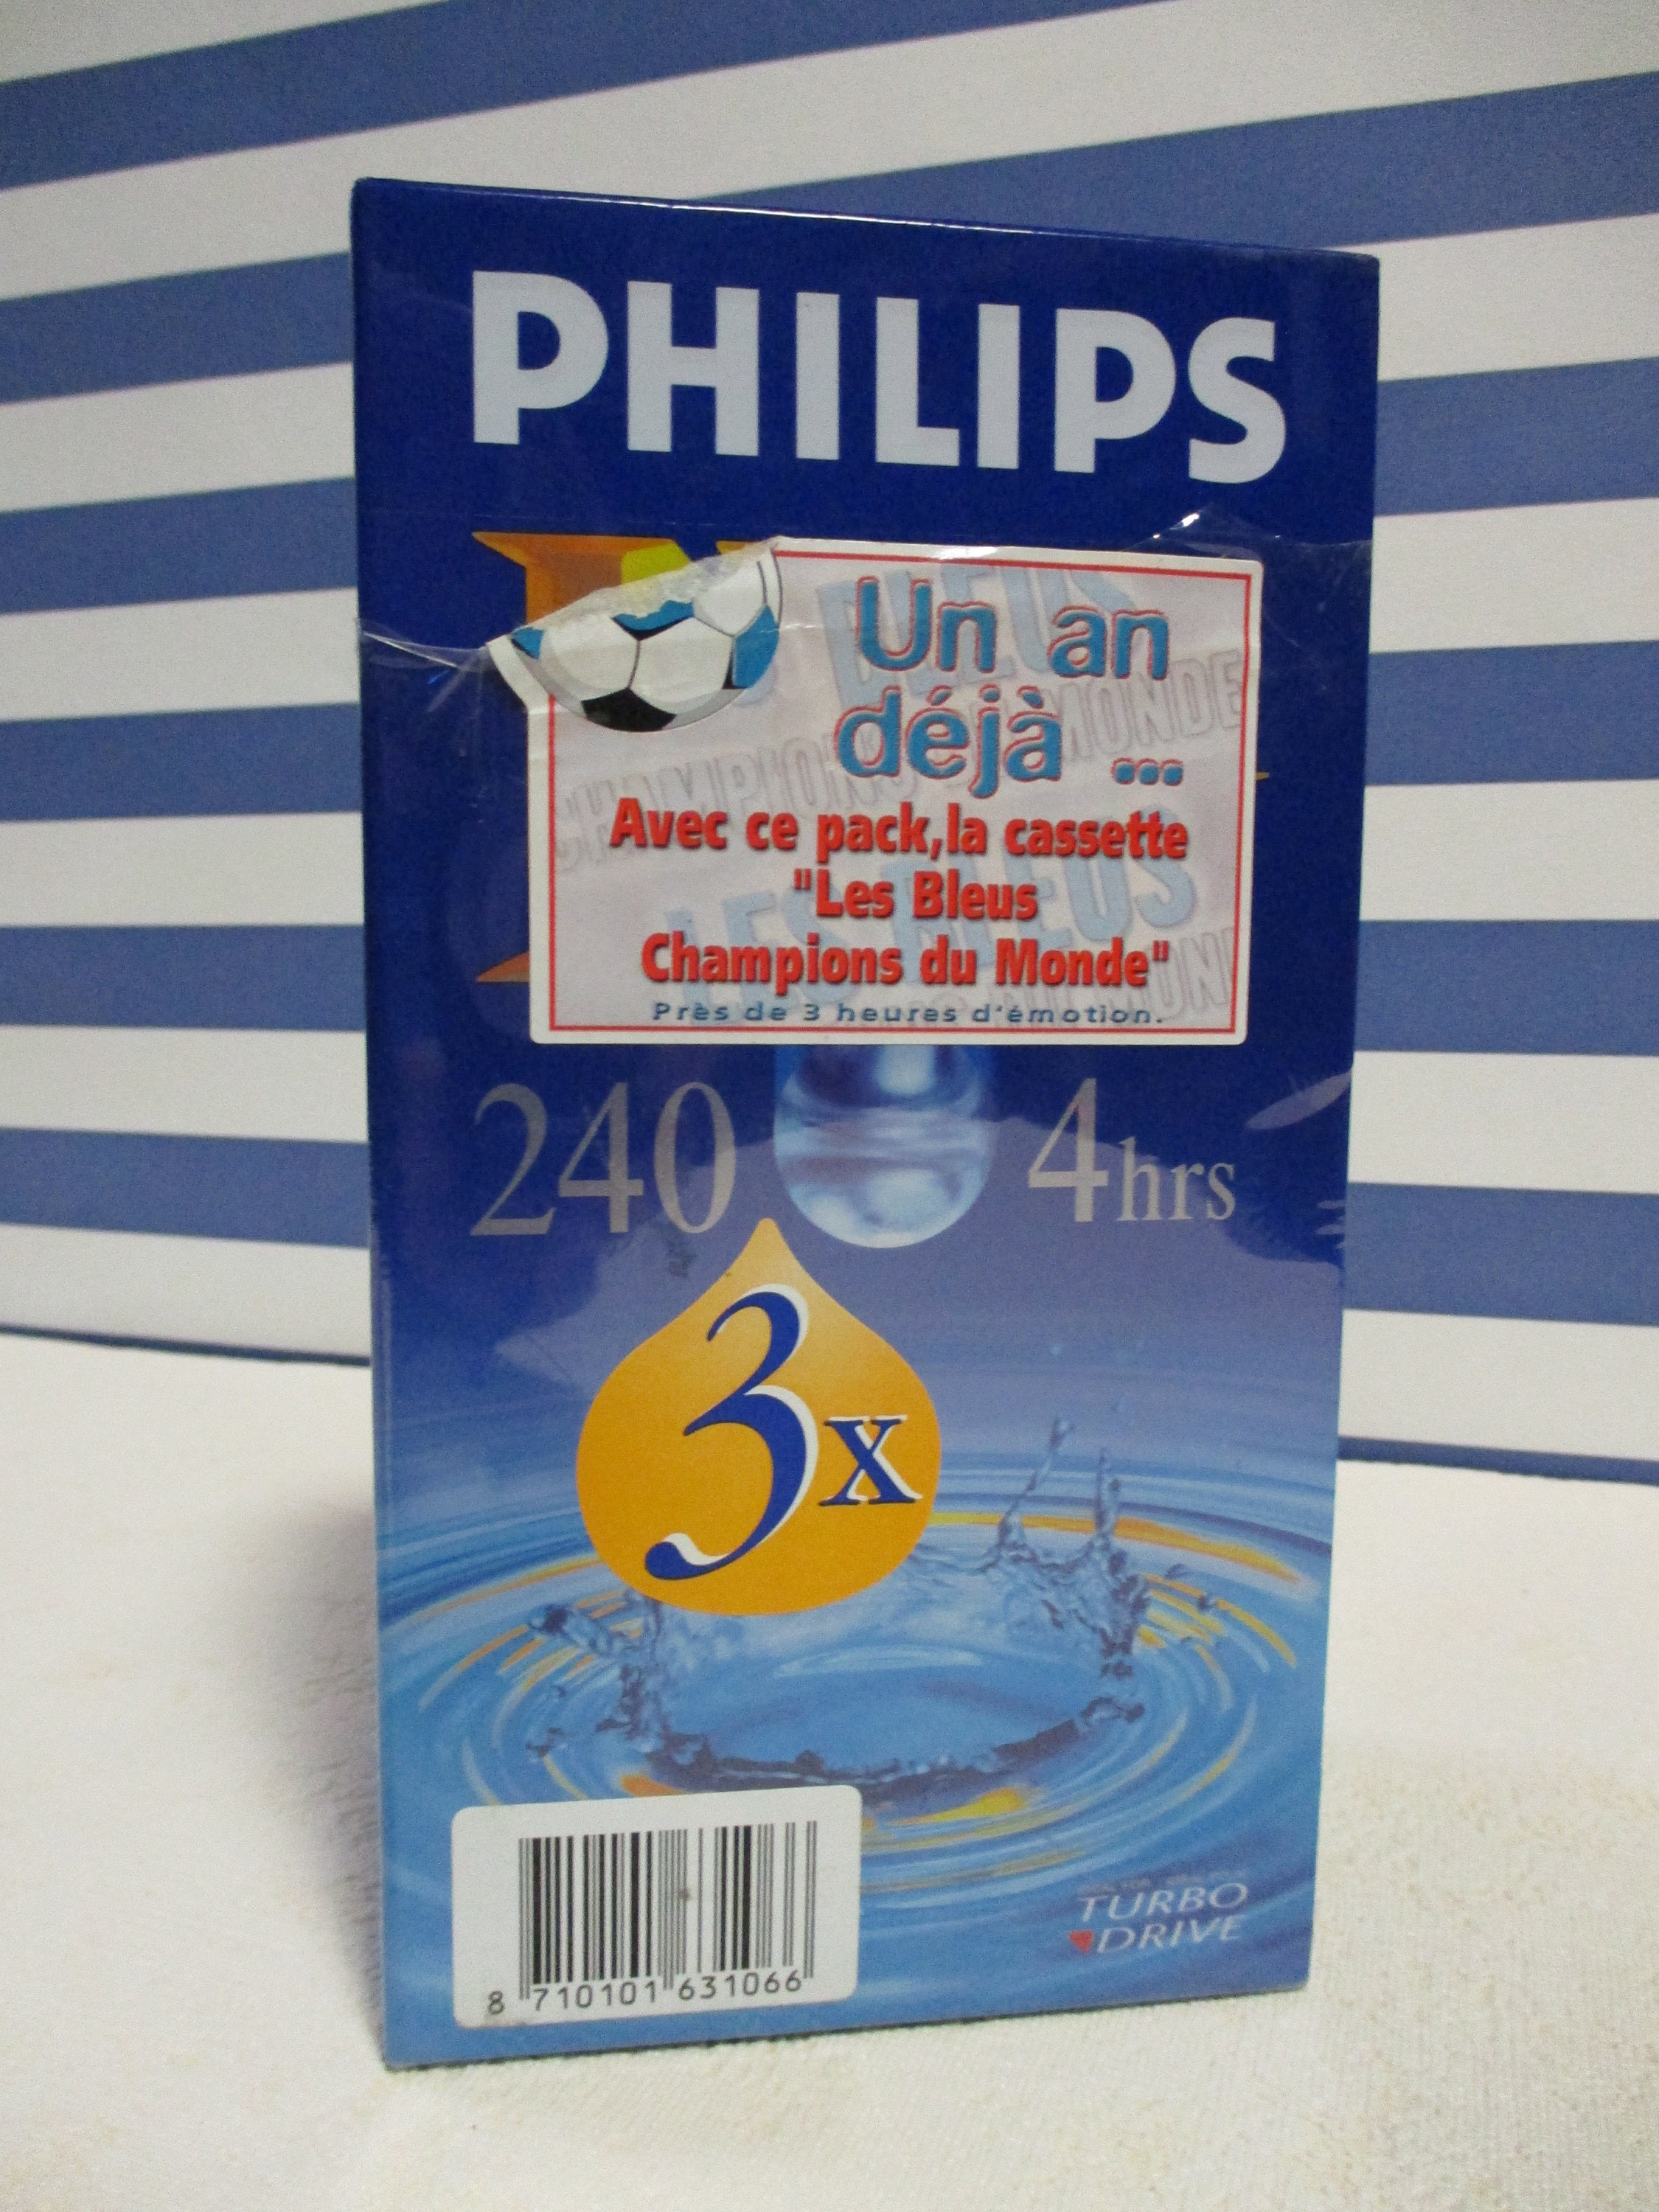 PHILIPS
Un an
déjà ...
Avec ce pack,la cassette
"Les Bleus
Champions du Monde"
Près de 3 heures d'émotion.
240 4hrs
3x
TURBO
DRIVE
8 710101 631066